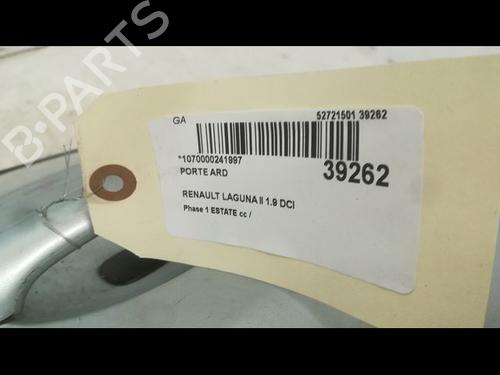 B-PARTS
GA
52721501 39262
*1070000241997
PORTE ARD
39262
RENAULT LAGUNA II 1.9 DCI
Phase 1 ESTATE cc /